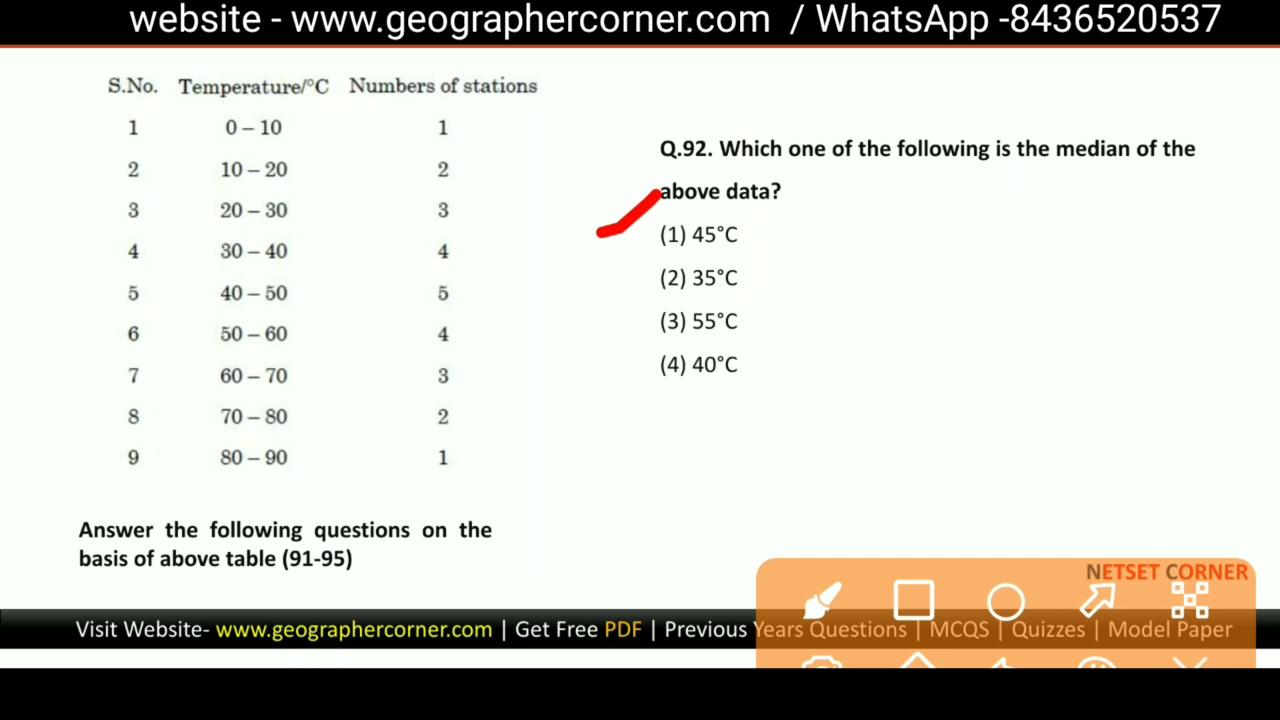 website - www.geographercorner.com / WhatsApp -8436520537
S.No. Temperature/°C Numbers of stations
1 0 – 10 1
2 10 – 20 2
3 20 – 30 3
4 30 – 40 4
5 40 – 50 5
6 50 – 60 4
7 60 – 70 3
8 70 – 80 2
9 80 – 90 1
Answer the following questions on the
basis of above table (91-95)
Q.92. Which one of the following is the median of the
above data?
(1) 45°C
(2) 35°C
(3) 55°C
(4) 40°C
NETSET CORNER
Visit Website- www.geographercorner.com | Get Free PDF | Previous Years Questions | MCQS | Quizzes | Model Paper